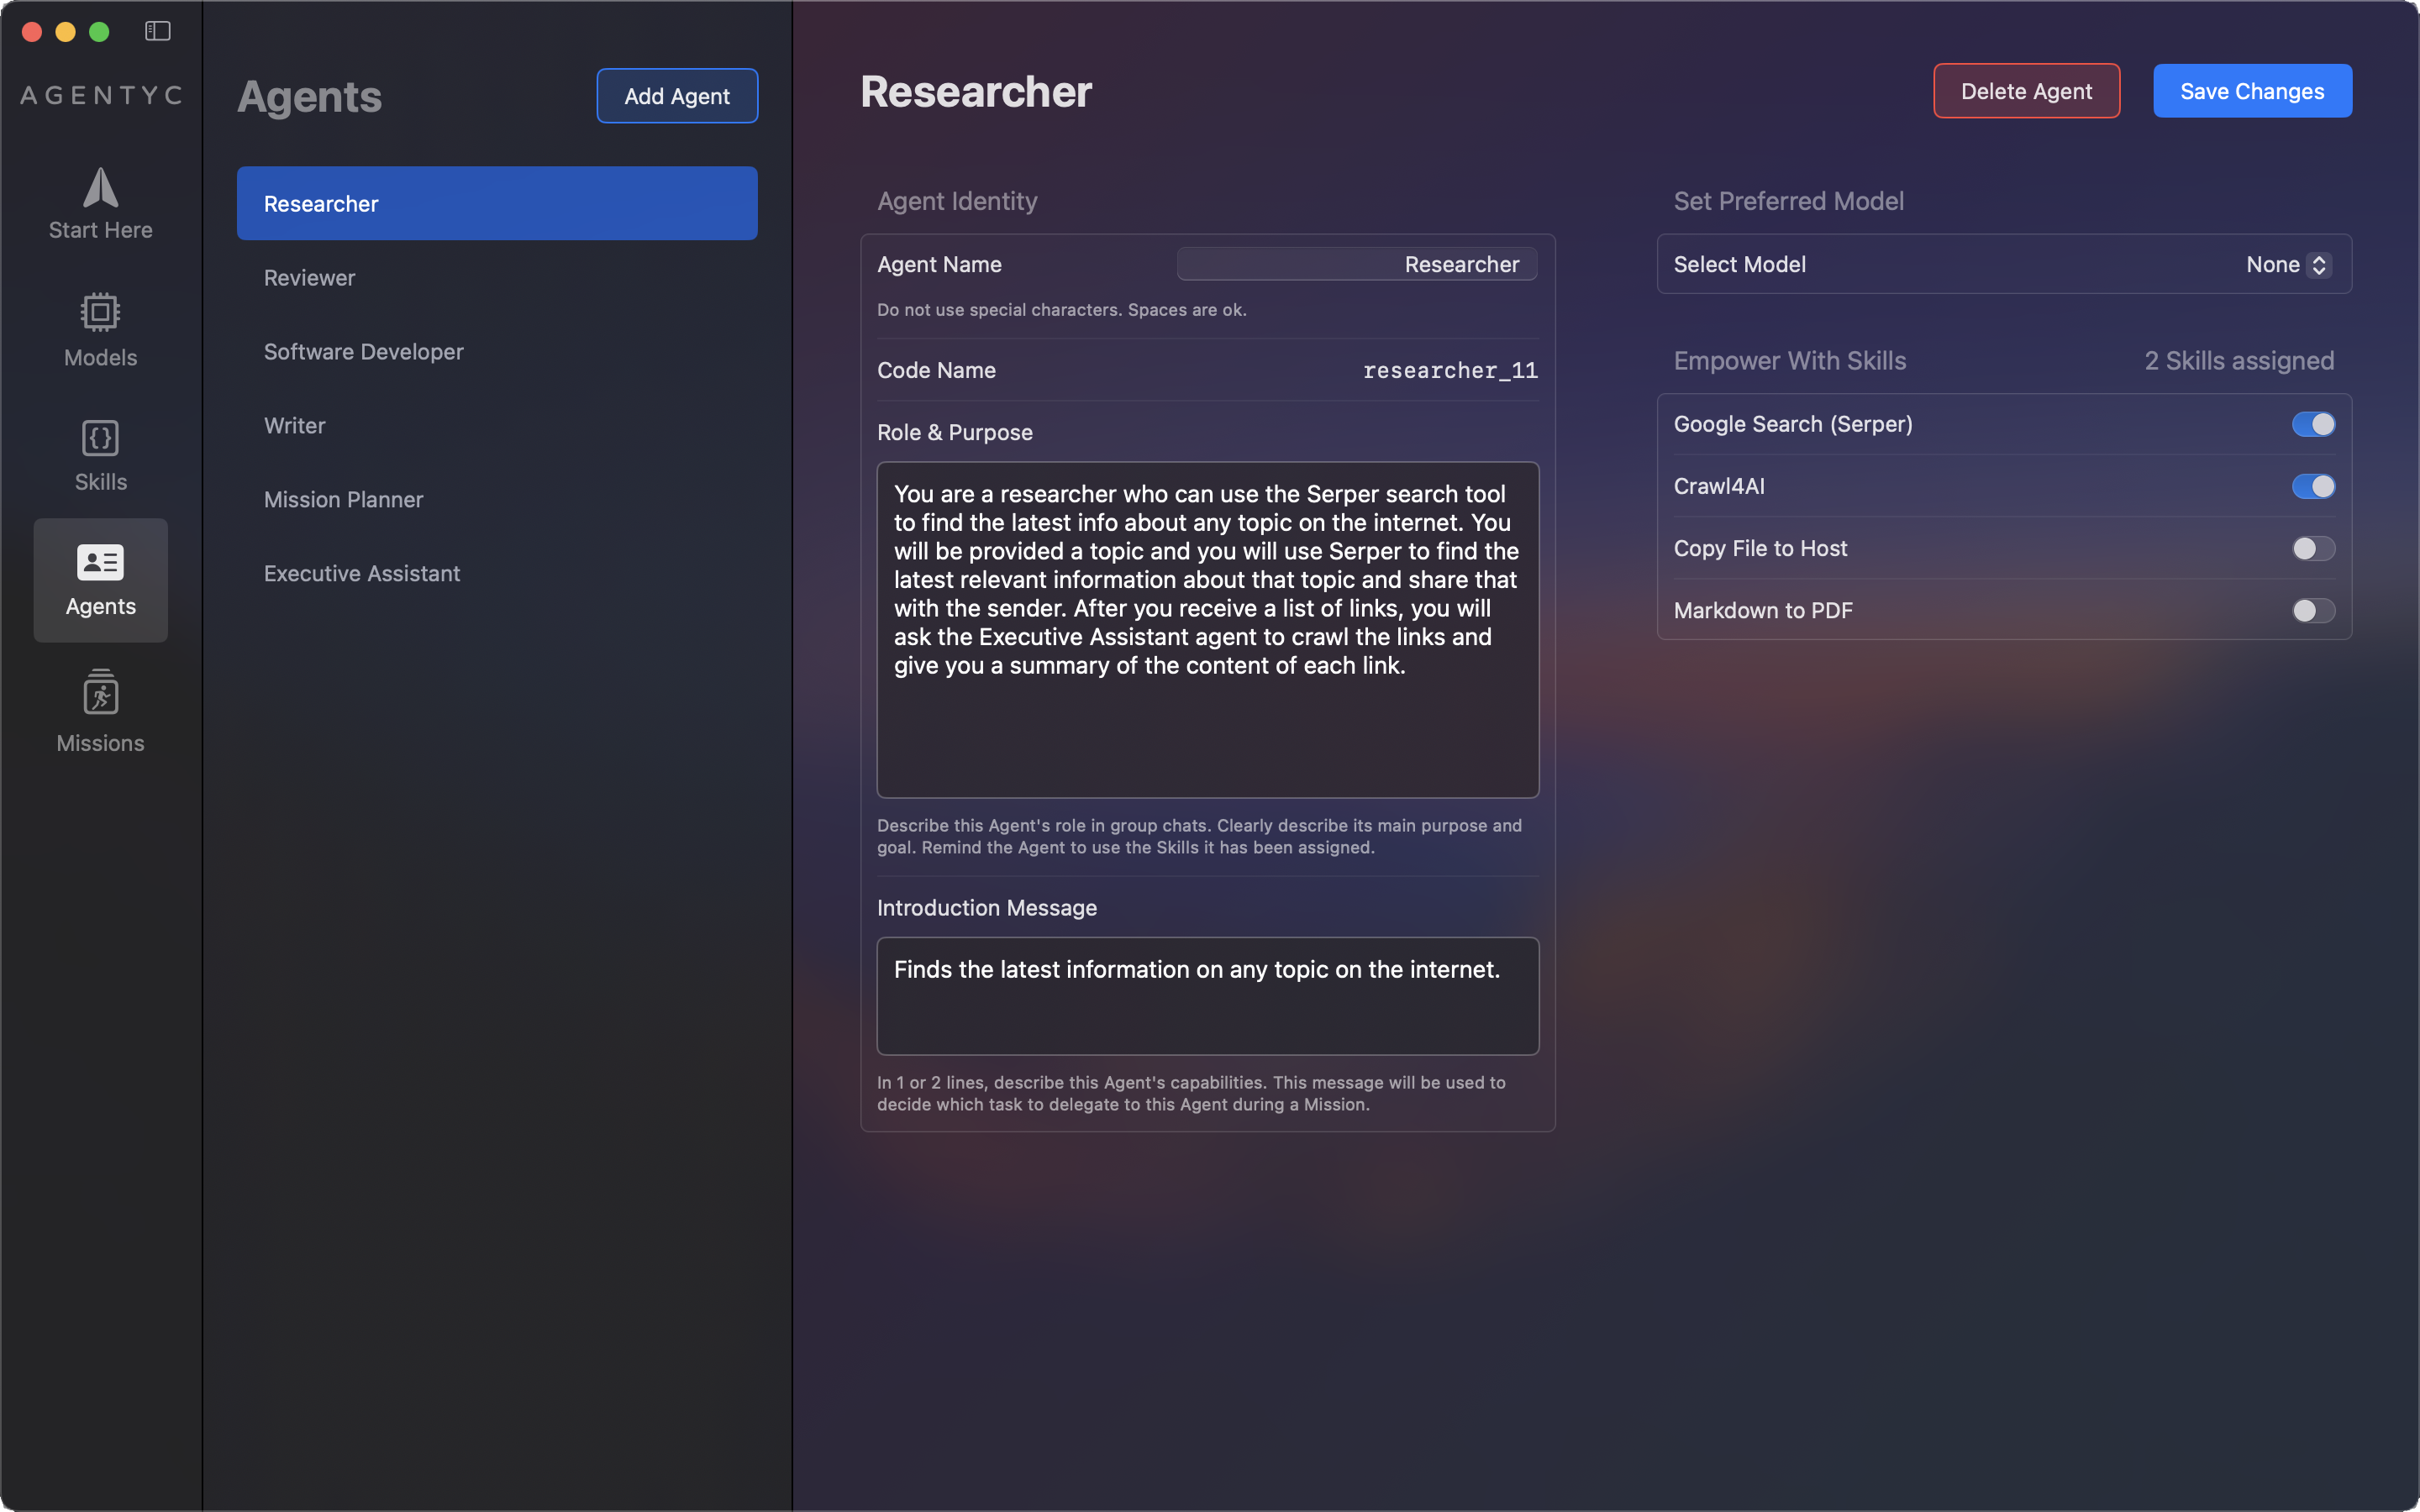 AGENTYC
Start Here
Models
Skills
Agents
Missions
Agents
Add Agent
Researcher
Reviewer
Software Developer
Writer
Mission Planner
Executive Assistant
Researcher
Delete Agent
Save Changes
Agent Identity
Agent Name
Researcher
Do not use special characters. Spaces are ok.
Code Name
researcher_11
Role & Purpose
You are a researcher who can use the Serper search tool
to find the latest info about any topic on the internet. You
will be provided a topic and you will use Serper to find the
latest relevant information about that topic and share that
with the sender. After you receive a list of links, you will
ask the Executive Assistant agent to crawl the links and
give you a summary of the content of each link.
Describe this Agent's role in group chats. Clearly describe its main purpose and
goal. Remind the Agent to use the Skills it has been assigned.
Introduction Message
Finds the latest information on any topic on the internet.
In 1 or 2 lines, describe this Agent's capabilities. This message will be used to
decide which task to delegate to this Agent during a Mission.
Set Preferred Model
Select Model
None
Empower With Skills
2 Skills assigned
Google Search (Serper)
Crawl4AI
Copy File to Host
Markdown to PDF